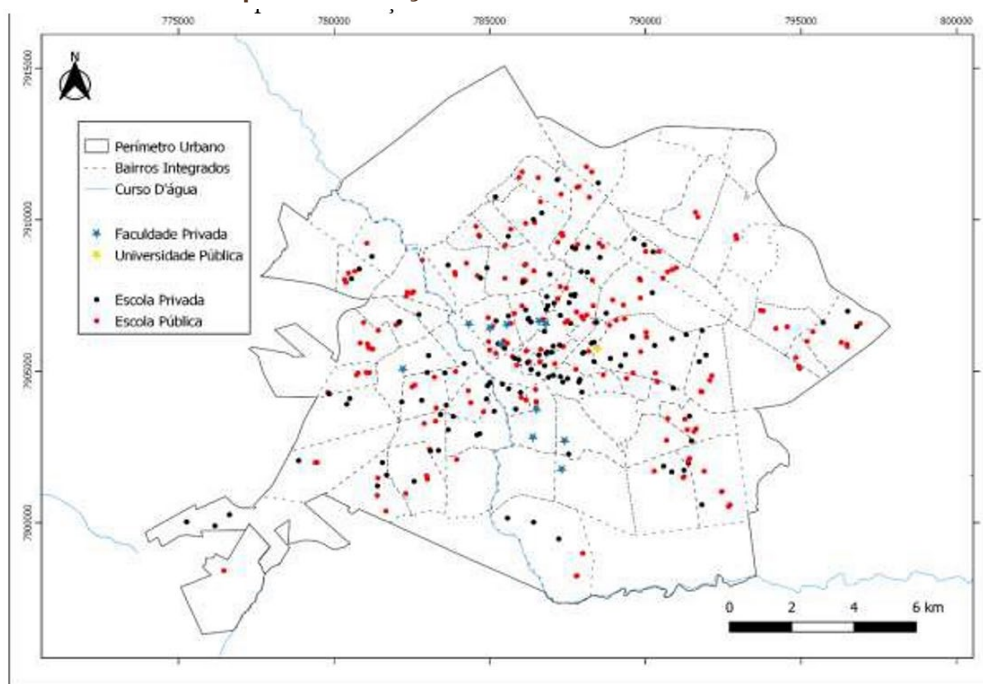 775000 780000 785000 790000 795000 800000
7915000
7910000
7905000
7900000
N
Perímetro Urbano
Bairros Integrados
Curso D'água
Faculdade Privada
Universidade Pública
Escola Privada
Escola Pública
0 2 4 6 km